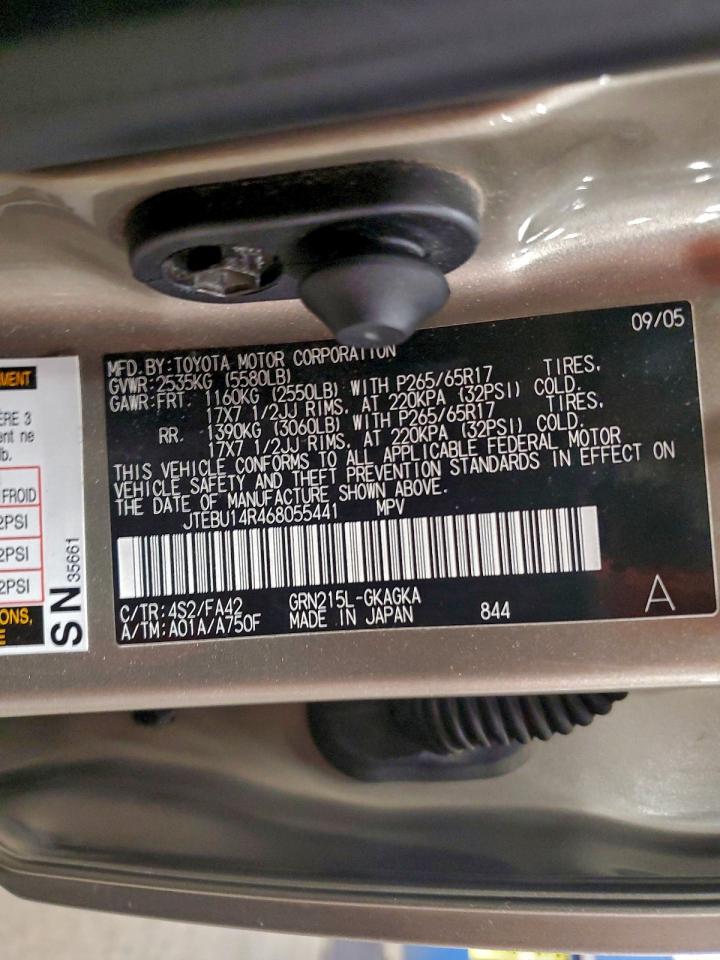 09/05
MFD. BY: TOYOTA MOTOR CORPORATION
GVWR: 2535KG (5580LB)
GAWR: FRT 1160KG (2550LB) WITH P265/65R17 TIRES,
17X7 1/2JJ RIMS, AT 220KPA (32PSI) COLD.
RR. 1390KG (3060LB) WITH P265/65R17 TIRES,
17X7 1/2JJ RIMS, AT 220KPA (32PSI) COLD.
THIS VEHICLE CONFORMS TO ALL APPLICABLE FEDERAL MOTOR
VEHICLE SAFETY AND THEFT PREVENTION STANDARDS IN EFFECT ON
THE DATE OF MANUFACTURE SHOWN ABOVE.
JTEBU14R468055441 MPV
C/TR: 4S2/FA42 GRN215L-GKAGKA
A/TM: A01A/A750F MADE IN JAPAN 844 A
ne
lb.
FROID
2PSI
2PSI
2PSI
SN 35661